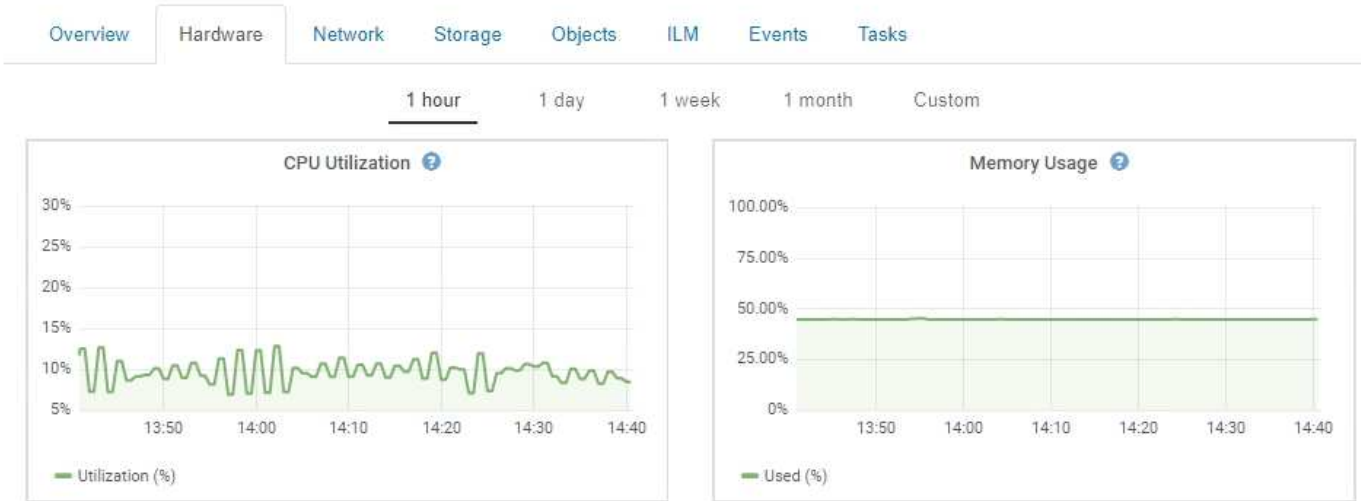 Overview Hardware Network Storage Objects ILM Events Tasks
1 hour 1 day 1 week 1 month Custom
CPU Utilization ?
30%
25%
20%
15%
10%
5%
13:50 14:00 14:10 14:20 14:30 14:40
Utilization (%)
Memory Usage ?
100.00%
75.00%
50.00%
25.00%
0%
13:50 14:00 14:10 14:20 14:30 14:40
Used (%)